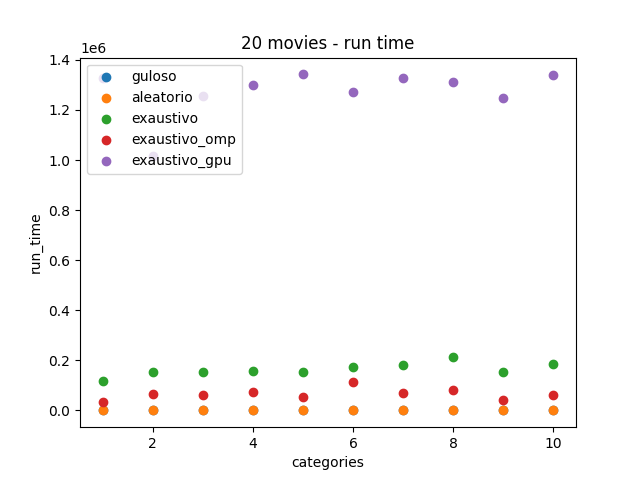 20 movies - run time
1e6
guloso
aleatorio
exaustivo
exaustivo_omp
exaustivo_gpu
1.4
1.2
1.0
0.8
0.6
0.4
0.2
0.0
run_time
2
4
6
8
10
categories